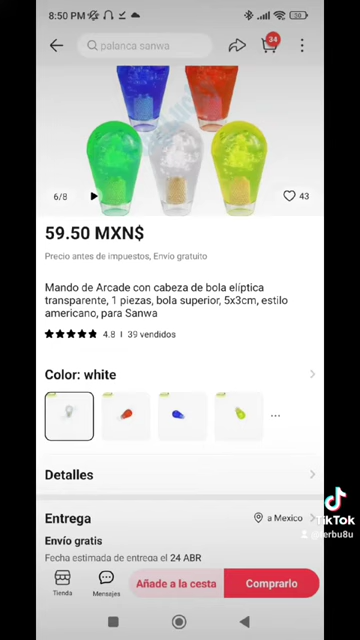 8:50 PM
39
palanca sanwa
34
6/8
43
59.50 MXN$
Precio antes de impuestos, Envío gratuito
Mando de Arcade con cabeza de bola elíptica
transparente, 1 piezas, bola superior, 5x3cm, estilo
americano, para Sanwa
4.8 | 39 vendidos
Color: white
Detalles
Entrega
a Mexico
Envío gratis
Fecha estimada de entrega el 24 ABR
Tienda
Mensajes
Añade a la cesta
Comprarlo
TikTok
@ferbu8u